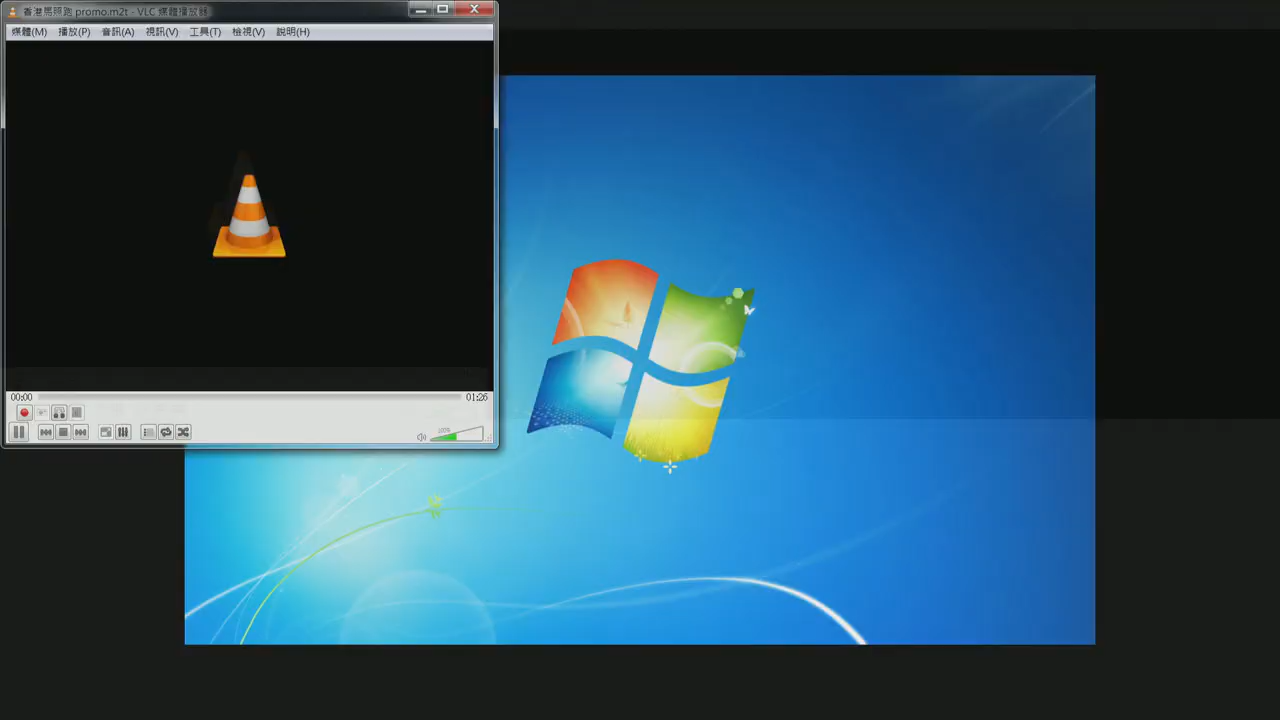 香港馬照跑 promo.m2t - VLC 媒體播放器
媒體(M) 播放(P) 音訊(A) 視訊(V) 工具(T) 檢視(V) 說明(H)
00:00 01:26